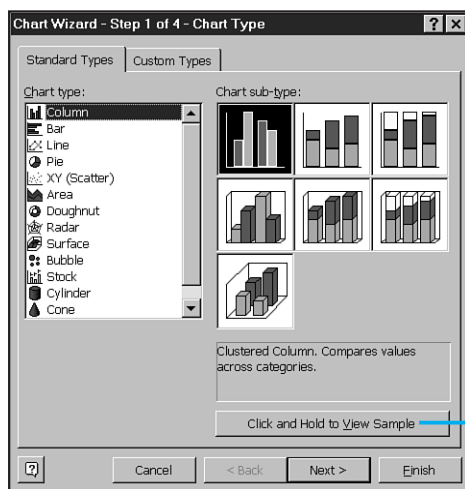 Chart Wizard - Step 1 of 4 - Chart Type
Standard Types
Custom Types
Chart type:
Chart sub-type:
Column
Bar
Line
Pie
XY (Scatter)
Area
Doughnut
Radar
Surface
Bubble
Stock
Cylinder
Cone
Clustered Column. Compares values
across categories.
Click and Hold to View Sample
Cancel
< Back
Next >
Finish